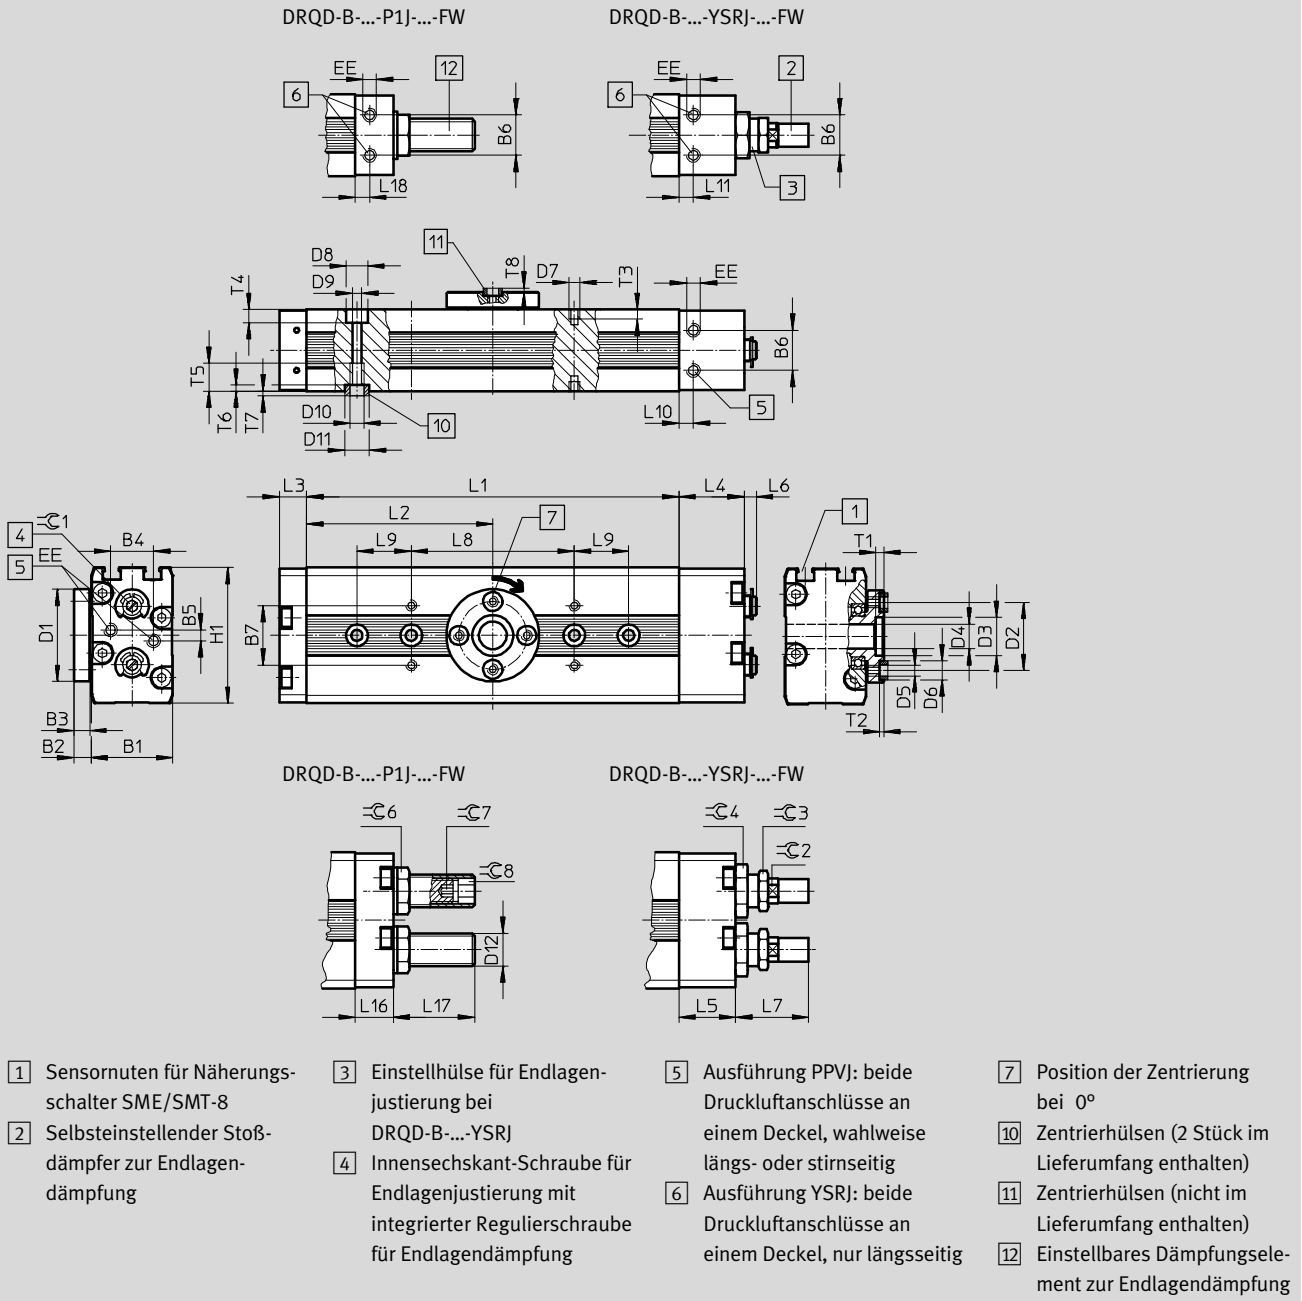 DRQD-B-...-P1J-...-FW
DRQD-B-...-YSRJ-...-FW
EE
12
6
B6
L18
EE
2
6
B6
L11
3
11
D8
T8
D7
T3
EE
T4
D9
B6
T5
T6
T7
D10
10
D11
L10
5
L3
L1
L4
L6
L2
7
1
4
1
B4
L9
L8
L9
T1
5
EE
D1
B5
H1
B7
D4
D3
D2
D5
D6
B3
T2
B2
B1
DRQD-B-...-P1J-...-FW
DRQD-B-...-YSRJ-...-FW
6
7
8
4
3
2
D12
L16
L17
L5
L7
1 Sensornuten für Näherungs-
schalter SME/SMT-8
2 Selbsteinstellender Stoß-
dämpfer zur Endlagen-
dämpfung
3 Einstellhülse für Endlagen-
justierung bei
DRQD-B-...-YSRJ
4 Innensechskant-Schraube für
Endlagenjustierung mit
integrierter Regulierschraube
für Endlagendämpfung
5 Ausführung PPVJ: beide
Druckluftanschlüsse an
einem Deckel, wahlweise
längs- oder stirnseitig
6 Ausführung YSRJ: beide
Druckluftanschlüsse an
einem Deckel, nur längsseitig
7 Position der Zentrierung
bei 0°
10 Zentrierhülsen (2 Stück im
Lieferumfang enthalten)
11 Zentrierhülsen (nicht im
Lieferumfang enthalten)
12 Einstellbares Dämpfungsele-
ment zur Endlagendämpfung